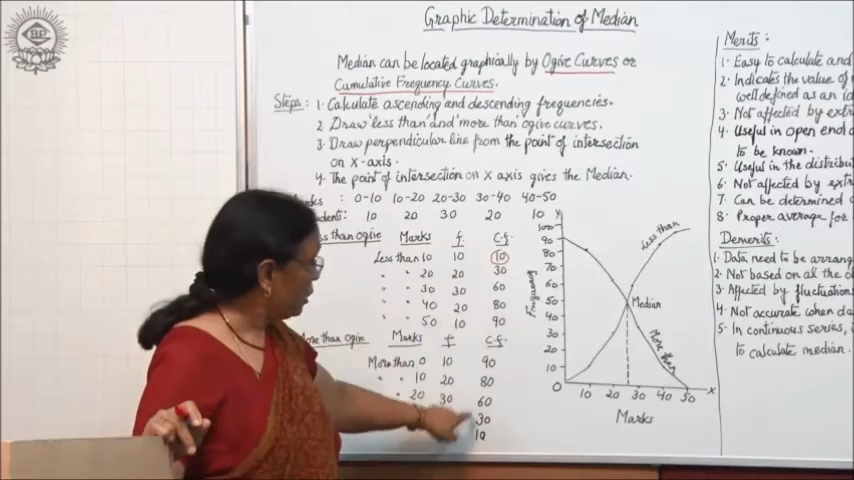 BP
Graphic Determination of Median
Median can be located graphically by Ogive Curves or
Cumulative Frequency Curves.
Steps: 1. Calculate ascending and descending frequencies.
2 Draw 'less than' and 'more than' ogive curves.
3. Draw perpendicular line from the point of intersection
on x-axis.
4. The point of intersection on x axis gives the Median.
: 0-10 10-20 20-30 30-40 40-50
: 10 20 30 20 10
than ogive Marks f C.f
Less than 10 10 10
" " 20 20 30
" " 30 30 60
" " 40 20 80
" " 50 10 90
than Marks f C.f.
More than 0 10 90
" " 10 20 80
" 20 30 60
30
10
y
100
90
80
70
60
50
40
30
20
10
0
10 20 30 40 50 x
Frequency
Marks
Less than
Median
More than
Merits:
1. Easy to calculate and
2. Indicates the value of
well defined as an
3. Not affected by
4. Useful in open end
to be known.
5. Useful in the
6. Not affected by
7. Can be determined
8. Proper average for
Demerits:
1. Data need to be
2. Not based on all the
3. Affected by fluctuations
4. Not accurate when
5. In continuous series,
to calculate median.